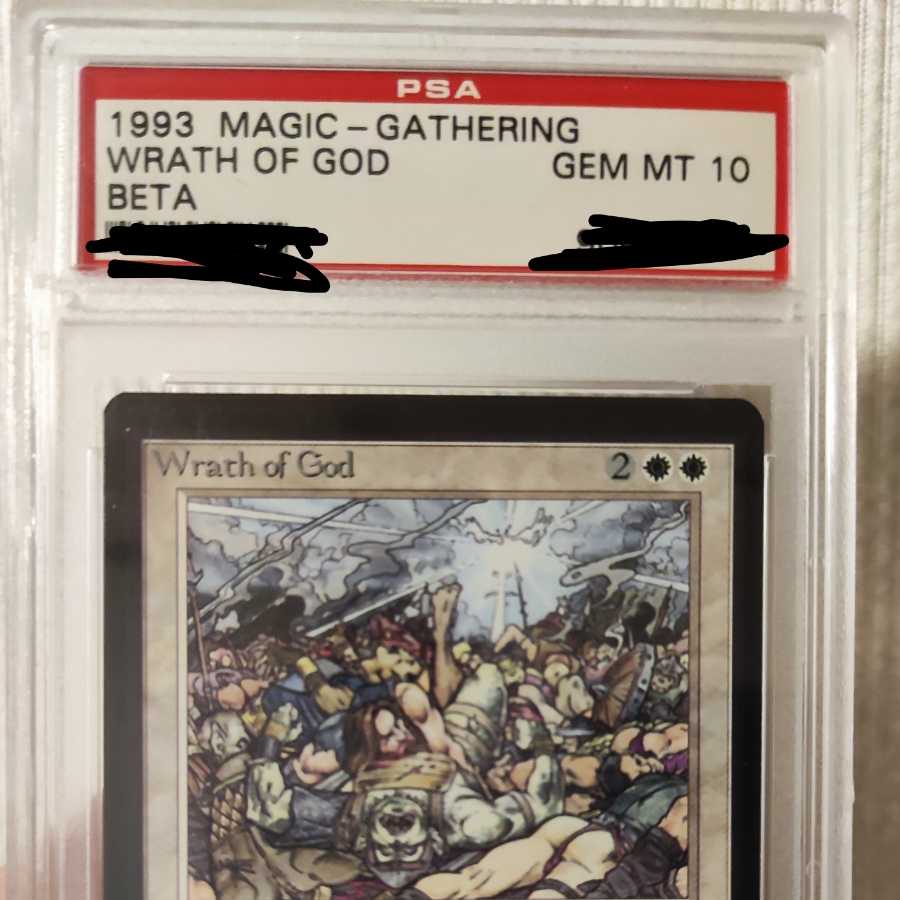 PSA
1993 MAGIC-GATHERING
WRATH OF GOD GEM MT 10
BETA
Wrath of God 2